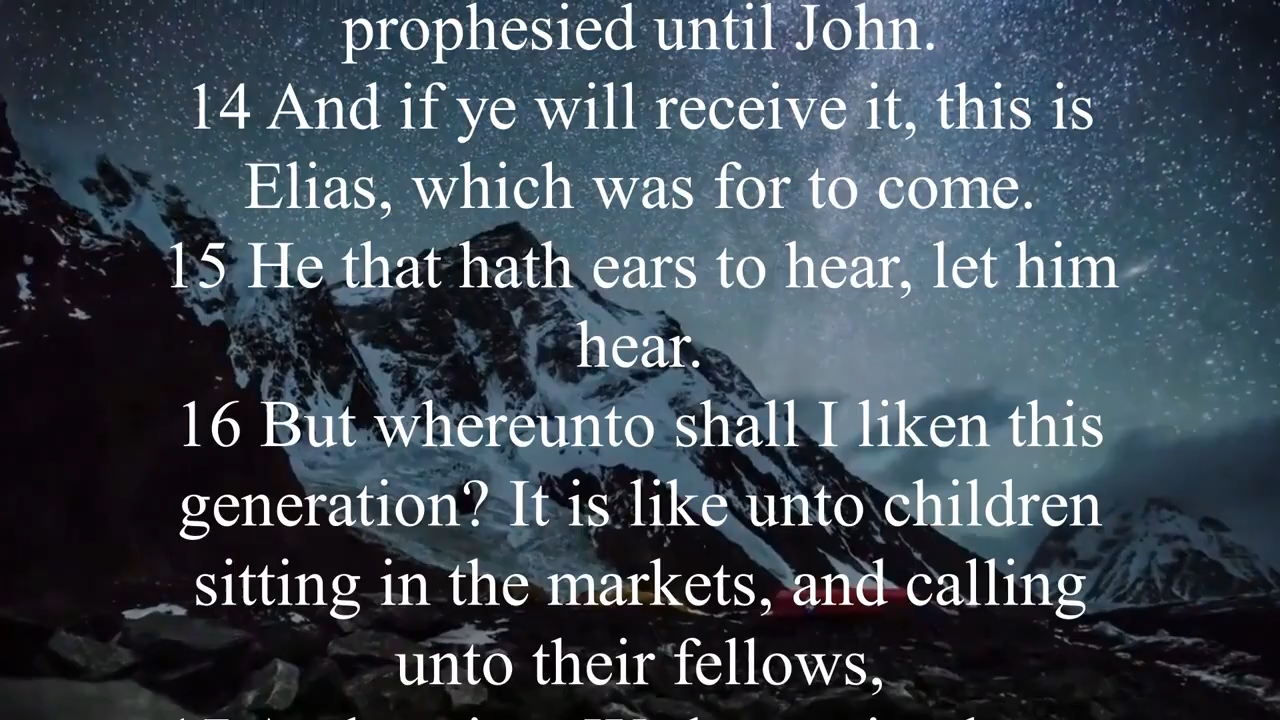 prophesied until John.
14 And if ye will receive it, this is
Elias, which was for to come.
15 He that hath ears to hear, let him
hear.
16 But whereunto shall I liken this
generation? It is like unto children
sitting in the markets, and calling
unto their fellows,